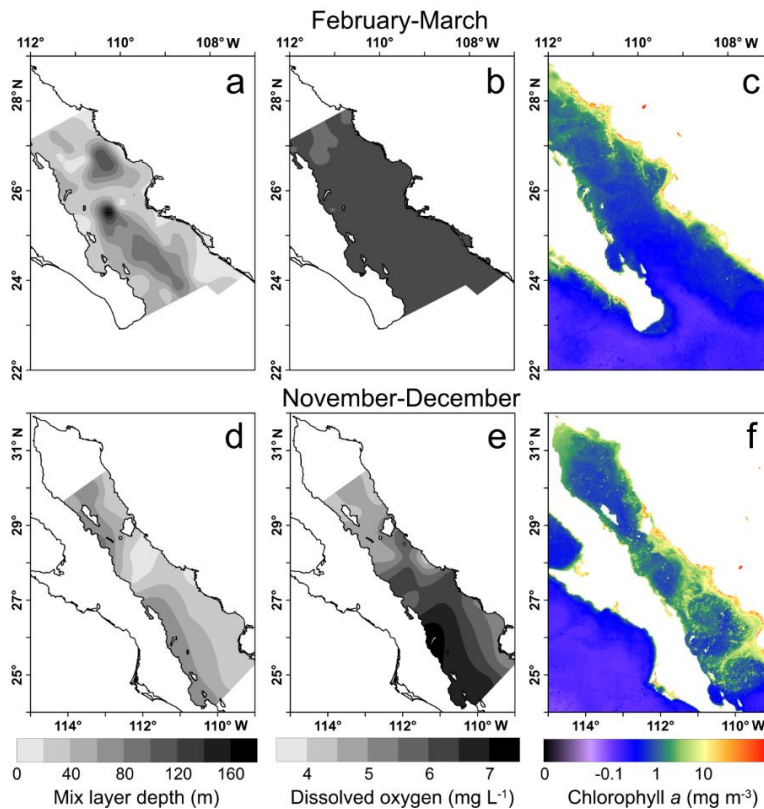 February-March
112° 110° 108°W 112° 110° 108°W 112° 110° 108°W
a b c
28°N 28°N 28°N
26° 26° 26°
24° 24° 24°
22° 22° 22°
November-December
d e f
31°N 31°N 31°N
29° 29° 29°
27° 27° 27°
25° 25° 25°
114° 112° 110°W 114° 112° 110°W 114° 112° 110°W
0 40 80 120 160 4 5 6 7 0 -0.1 1 10
Mix layer depth (m) Dissolved oxygen (mg L⁻¹) Chlorophyll a (mg m⁻³)